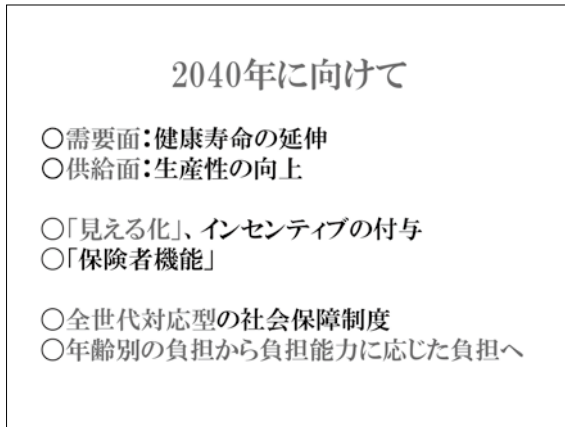 2040年に向けて
○需要面：健康寿命の延伸
○供給面：生産性の向上
○「見える化」、インセンティブの付与
○「保険者機能」
○全世代対応型の社会保障制度
○年齢別の負担から負担能力に応じた負担へ